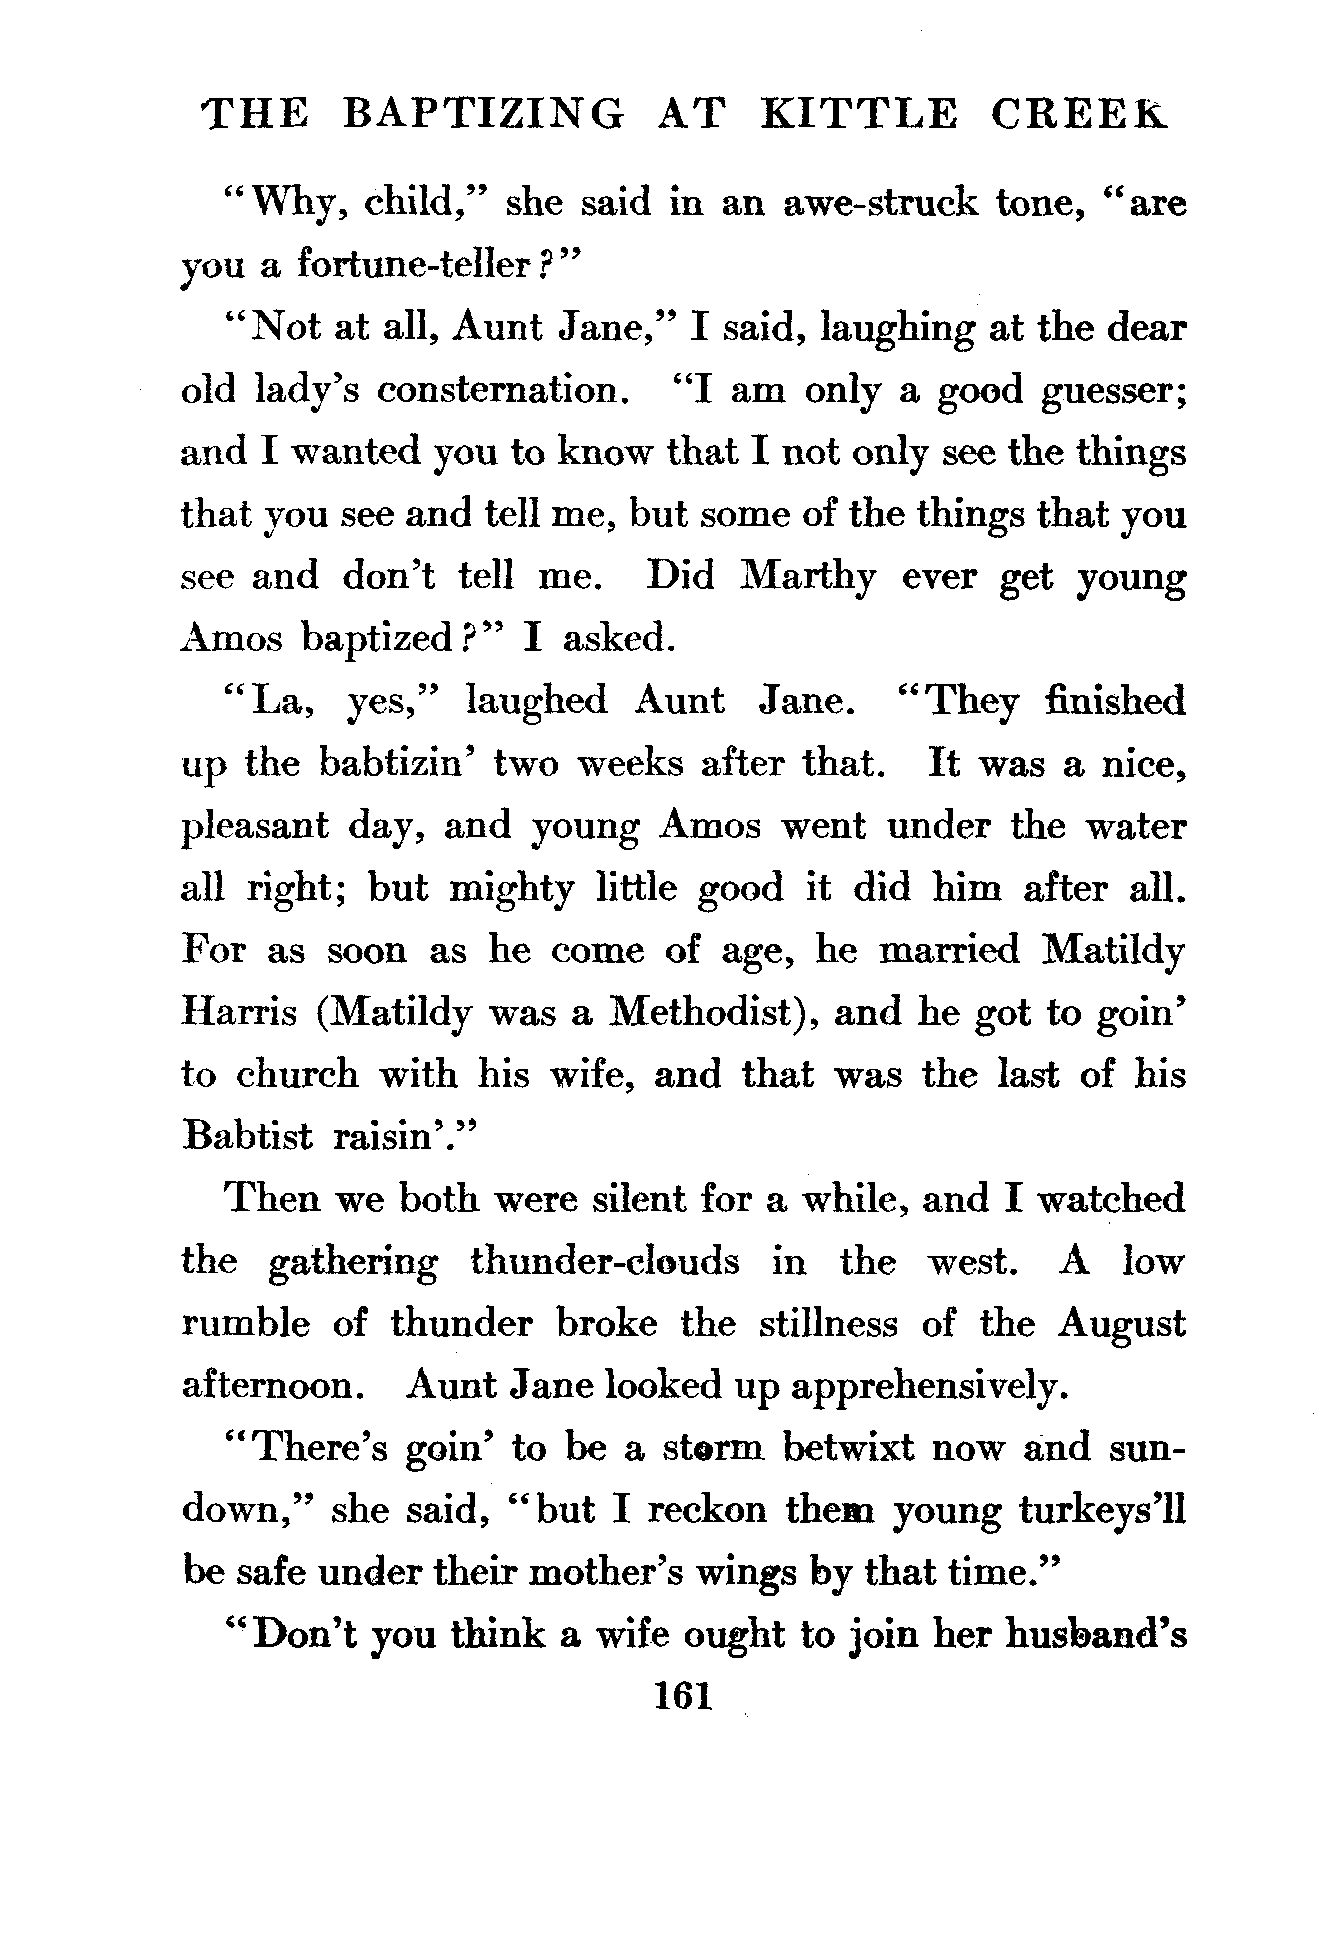 THE BAPTIZING AT KITTLE CREEK
“Why, child,” she said in an awe-struck tone, “are
you a fortune-teller?”
“Not at all, Aunt Jane,” I said, laughing at the dear
old lady’s consternation. “I am only a good guesser;
and I wanted you to know that I not only see the things
that you see and tell me, but some of the things that you
see and don’t tell me. Did Marthy ever get young
Amos baptized?” I asked.
“La, yes,” laughed Aunt Jane. “They finished
up the babtizin’ two weeks after that. It was a nice,
pleasant day, and young Amos went under the water
all right; but mighty little good it did him after all.
For as soon as he come of age, he married Matildy
Harris (Matildy was a Methodist), and he got to goin’
to church with his wife, and that was the last of his
Babtist raisin’.”
Then we both were silent for a while, and I watched
the gathering thunder-clouds in the west. A low
rumble of thunder broke the stillness of the August
afternoon. Aunt Jane looked up apprehensively.
“There’s goin’ to be a storm betwixt now and sun-
down,” she said, “but I reckon them young turkeys’ll
be safe under their mother’s wings by that time.”
“Don’t you think a wife ought to join her husband’s
161